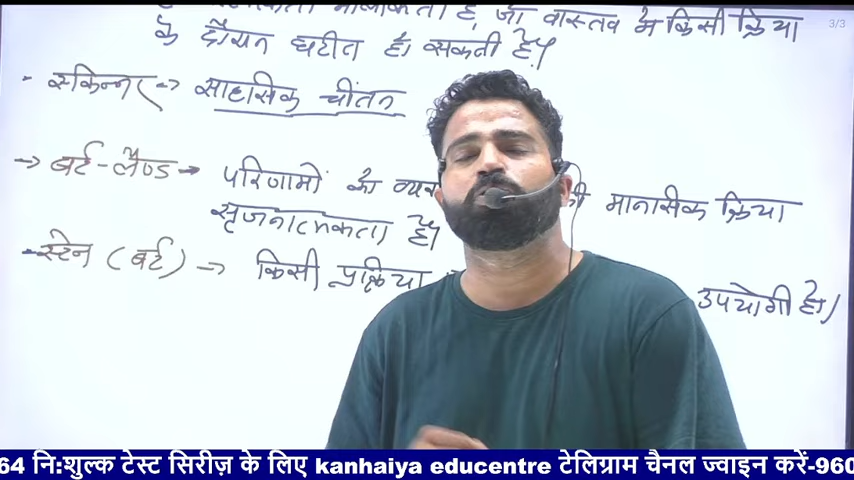 वास्तव में किसी क्रिया 3/3
के दौरान घटीत हो सकती है।
स्किन्नर → साहसिक चींतन
→ बर्ट-लैण्ड → परिणामों को मानासिक क्रिया
सृजनात्मकता है।
→ स्टेन (बर्ट) → किसी प्रक्रिया उपयोगी हो।
64 नि:शुल्क टेस्ट सिरीज़ के लिए kanhaiya educentre टेलिग्राम चैनल ज्वाइन करें-960